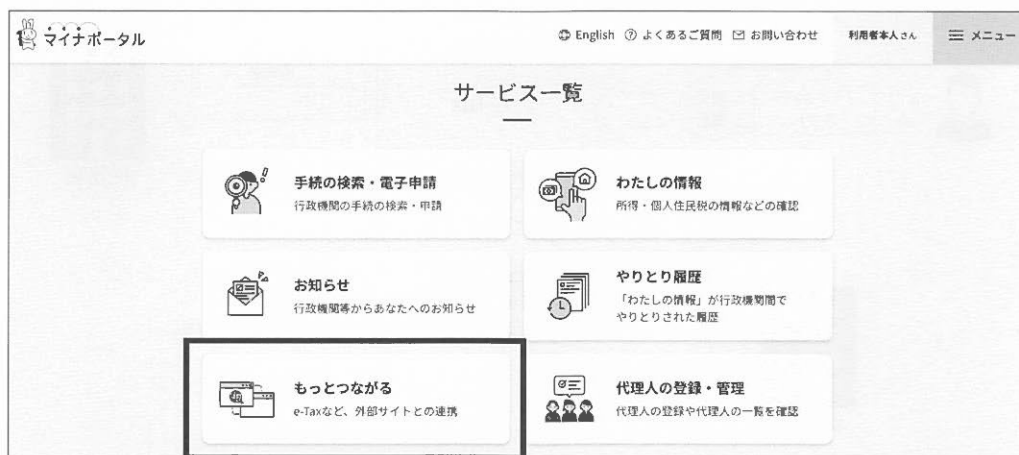 マイナポータル
English よくあるご質問 お問い合わせ 利用者本人さん メニュー
サービス一覧
手続の検索・電子申請
行政機関の手続の検索・申請
わたしの情報
所得・個人住民税の情報などの確認
お知らせ
行政機関等からあなたへのお知らせ
やりとり履歴
「わたしの情報」が行政機関間で
やりとりされた履歴
もっとつながる
e-Taxなど、外部サイトとの連携
代理人の登録・管理
代理人の登録や代理人の一覧を確認